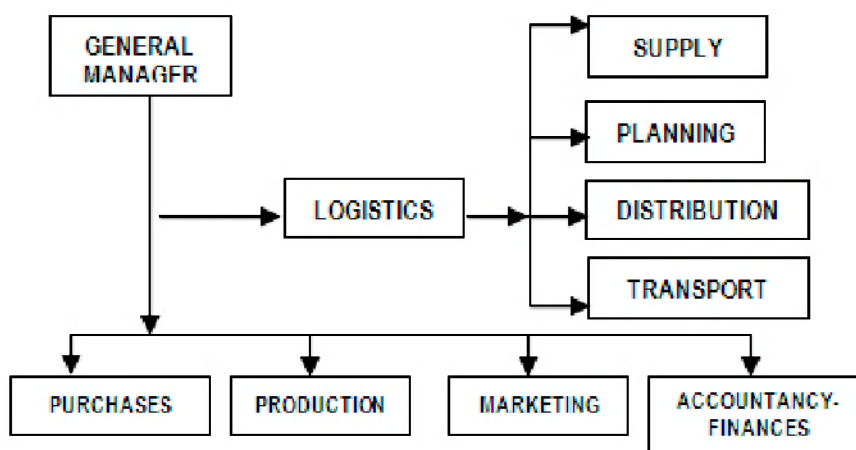 GENERAL
MANAGER
SUPPLY
PLANNING
LOGISTICS
DISTRIBUTION
TRANSPORT
PURCHASES
PRODUCTION
MARKETING
ACCOUNTANCY-
FINANCES